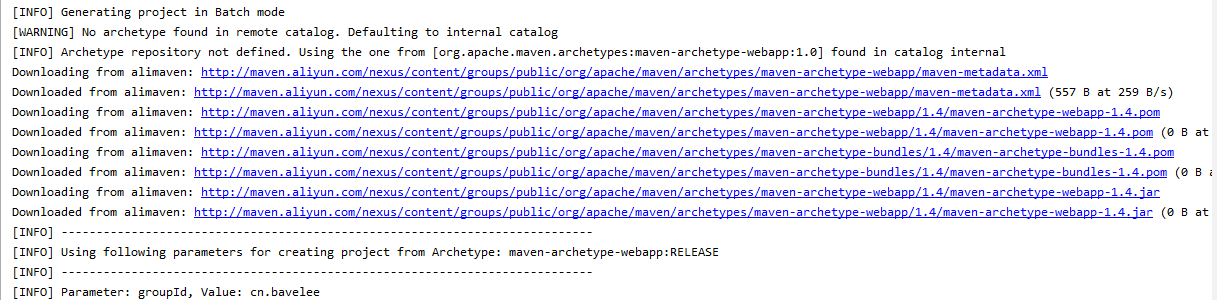 [INFO] Generating project in Batch mode
[WARNING] No archetype found in remote catalog. Defaulting to internal catalog
[INFO] Archetype repository not defined. Using the one from [org.apache.maven.archetypes:maven-archetype-webapp:1.0] found in catalog internal
Downloading from alimaven: http://maven.aliyun.com/nexus/content/groups/public/org/apache/maven/archetypes/maven-archetype-webapp/maven-metadata.xml
Downloaded from alimaven: http://maven.aliyun.com/nexus/content/groups/public/org/apache/maven/archetypes/maven-archetype-webapp/maven-metadata.xml (557 B at 259 B/s)
Downloading from alimaven: http://maven.aliyun.com/nexus/content/groups/public/org/apache/maven/archetypes/maven-archetype-webapp/1.4/maven-archetype-webapp-1.4.pom
Downloaded from alimaven: http://maven.aliyun.com/nexus/content/groups/public/org/apache/maven/archetypes/maven-archetype-webapp/1.4/maven-archetype-webapp-1.4.pom (0 B at
Downloading from alimaven: http://maven.aliyun.com/nexus/content/groups/public/org/apache/maven/archetypes/maven-archetype-bundles/1.4/maven-archetype-bundles-1.4.pom
Downloaded from alimaven: http://maven.aliyun.com/nexus/content/groups/public/org/apache/maven/archetypes/maven-archetype-bundles/1.4/maven-archetype-bundles-1.4.pom (0 B a
Downloading from alimaven: http://maven.aliyun.com/nexus/content/groups/public/org/apache/maven/archetypes/maven-archetype-webapp/1.4/maven-archetype-webapp-1.4.jar
Downloaded from alimaven: http://maven.aliyun.com/nexus/content/groups/public/org/apache/maven/archetypes/maven-archetype-webapp/1.4/maven-archetype-webapp-1.4.jar (0 B at
[INFO] ----------------------------------------------------------------------------
[INFO] Using following parameters for creating project from Archetype: maven-archetype-webapp:RELEASE
[INFO] ----------------------------------------------------------------------------
[INFO] Parameter: groupId, Value: cn.bavelee